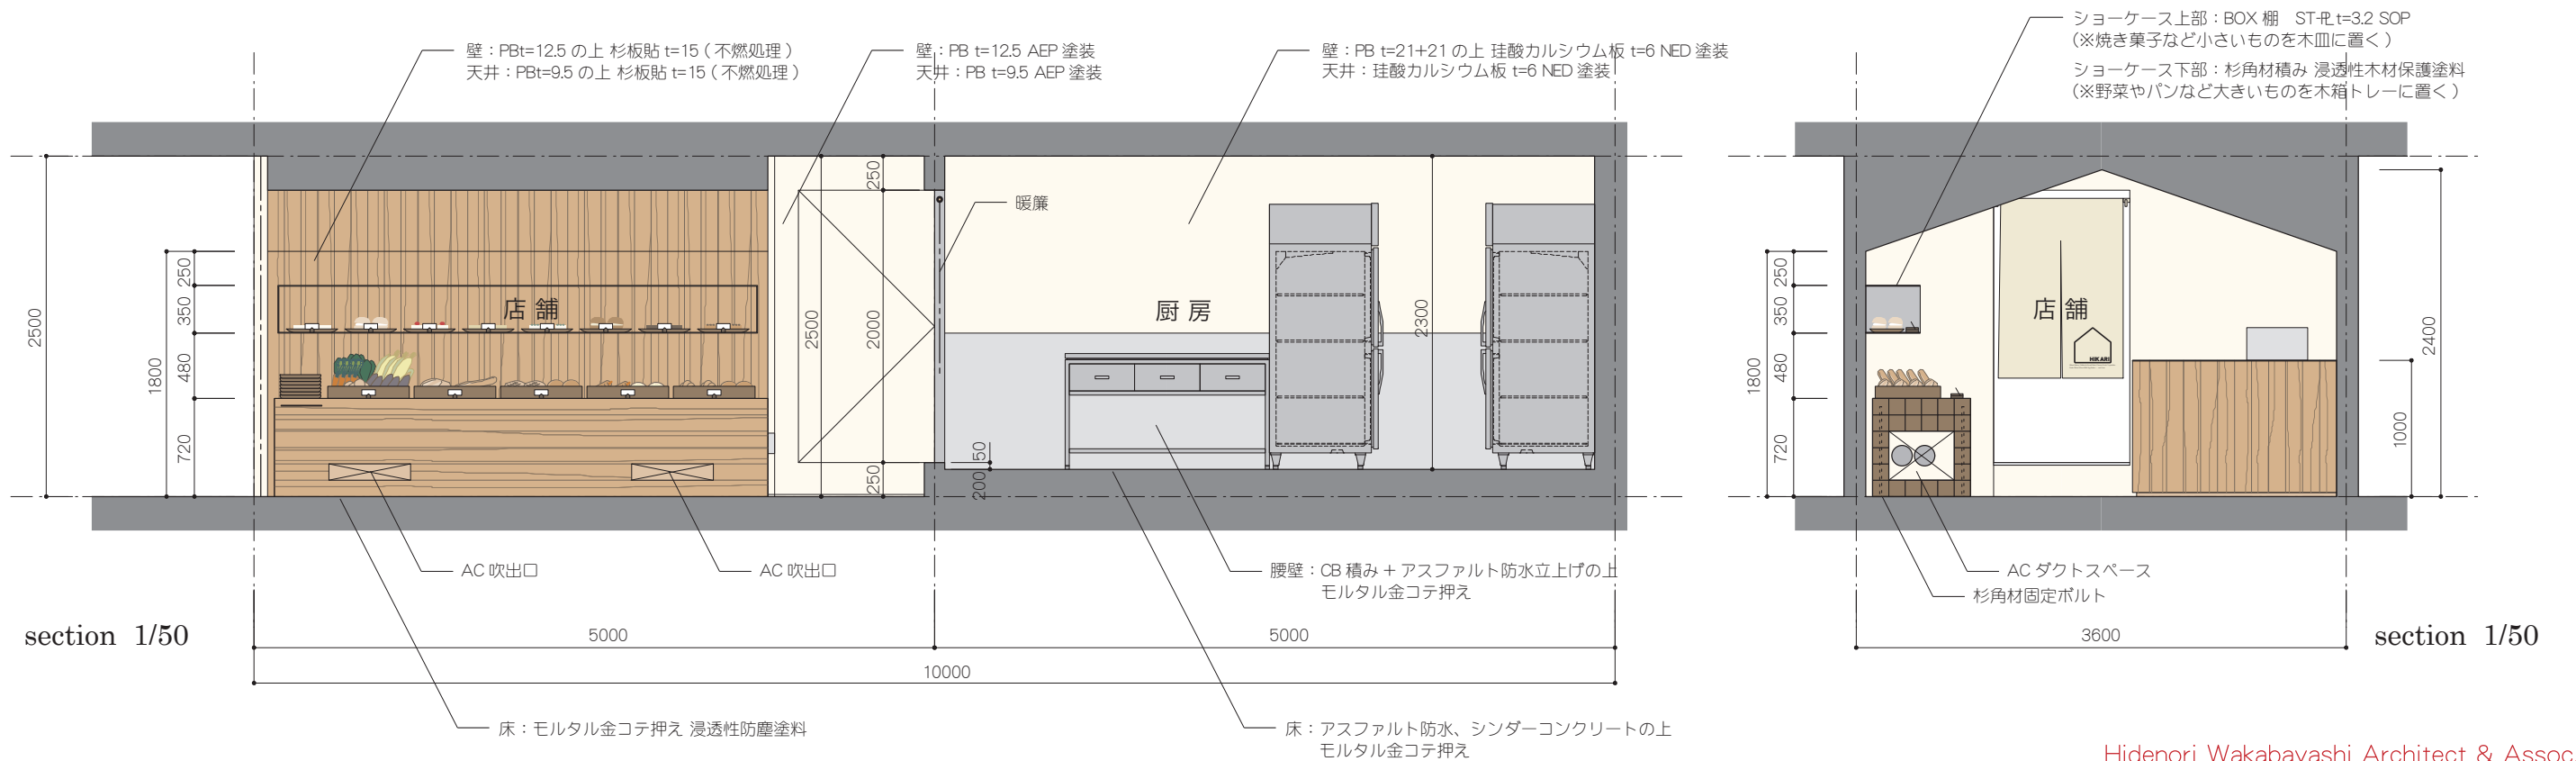 壁：PBt=12.5 の上 杉板貼 t=15 ( 不燃処理 )
天井：PBt=9.5 の上 杉板貼 t=15 ( 不燃処理 )
壁：PB t=12.5 AEP 塗装
天井：PB t=9.5 AEP 塗装
壁：PB t=21+21 の上 珪酸カルシウム板 t=6 NED 塗装
天井：珪酸カルシウム板 t=6 NED 塗装
ショーケース上部：BOX 棚　ST-PL t=3.2 SOP
（※焼き菓子など小さいものを木皿に置く）
ショーケース下部：杉角材積み 浸透性木材保護塗料
（※野菜やパンなど大きいものを木箱トレーに置く）
2500
1800
250
350
480
720
店 舗
2500
250
2000
250
暖簾
厨 房
2300
50
200
1800
250
350
480
720
店 舗
HIKARI
1000
2400
AC 吹出口
AC 吹出口
腰壁：CB 積み + アスファルト防水立上げの上
モルタル金コテ押え
AC ダクトスペース
杉角材固定ボルト
section 1/50
5000
5000
10000
3600
section 1/50
床：モルタル金コテ押え 浸透性防塵塗料
床：アスファルト防水、シンダーコンクリートの上
モルタル金コテ押え
Hidenori Wakabayashi Architect & Assoc